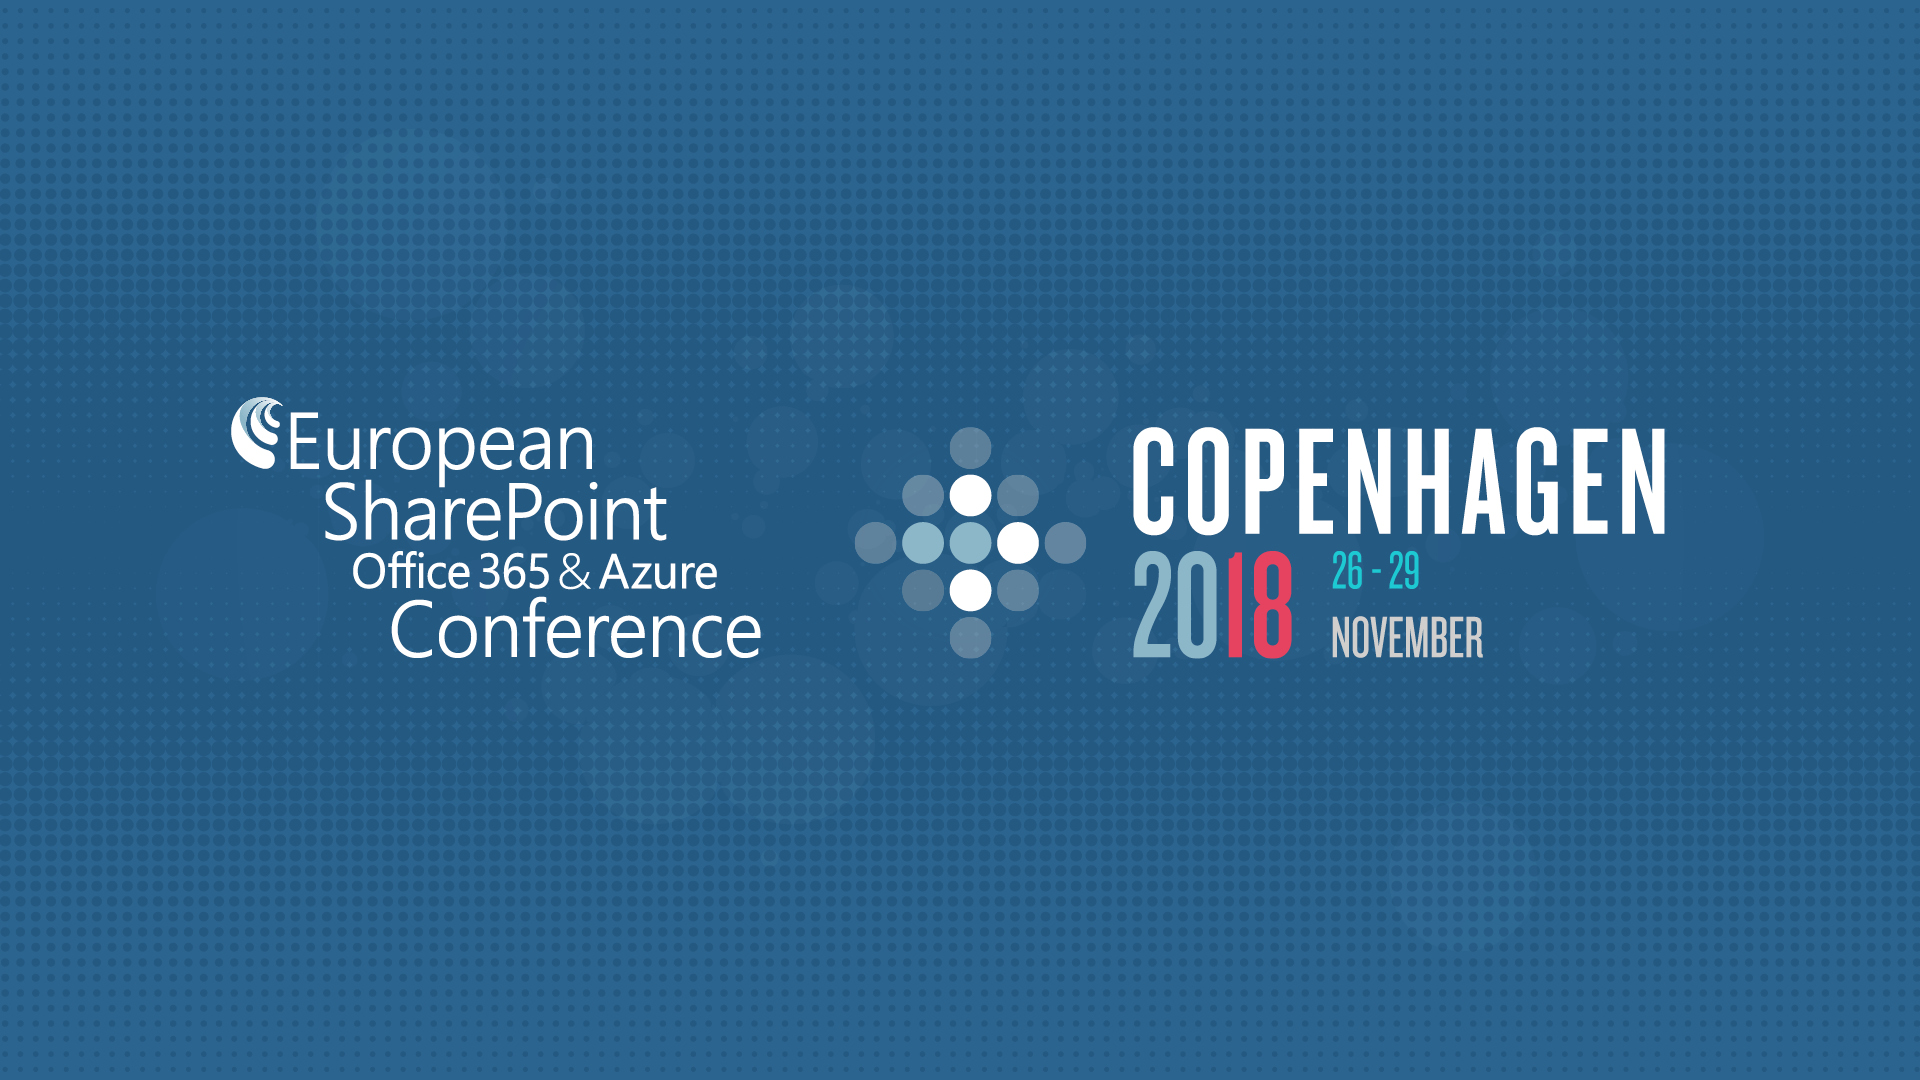 European
SharePoint
Office 365 & Azure
Conference
COPENHAGEN
2018
26 - 29
NOVEMBER